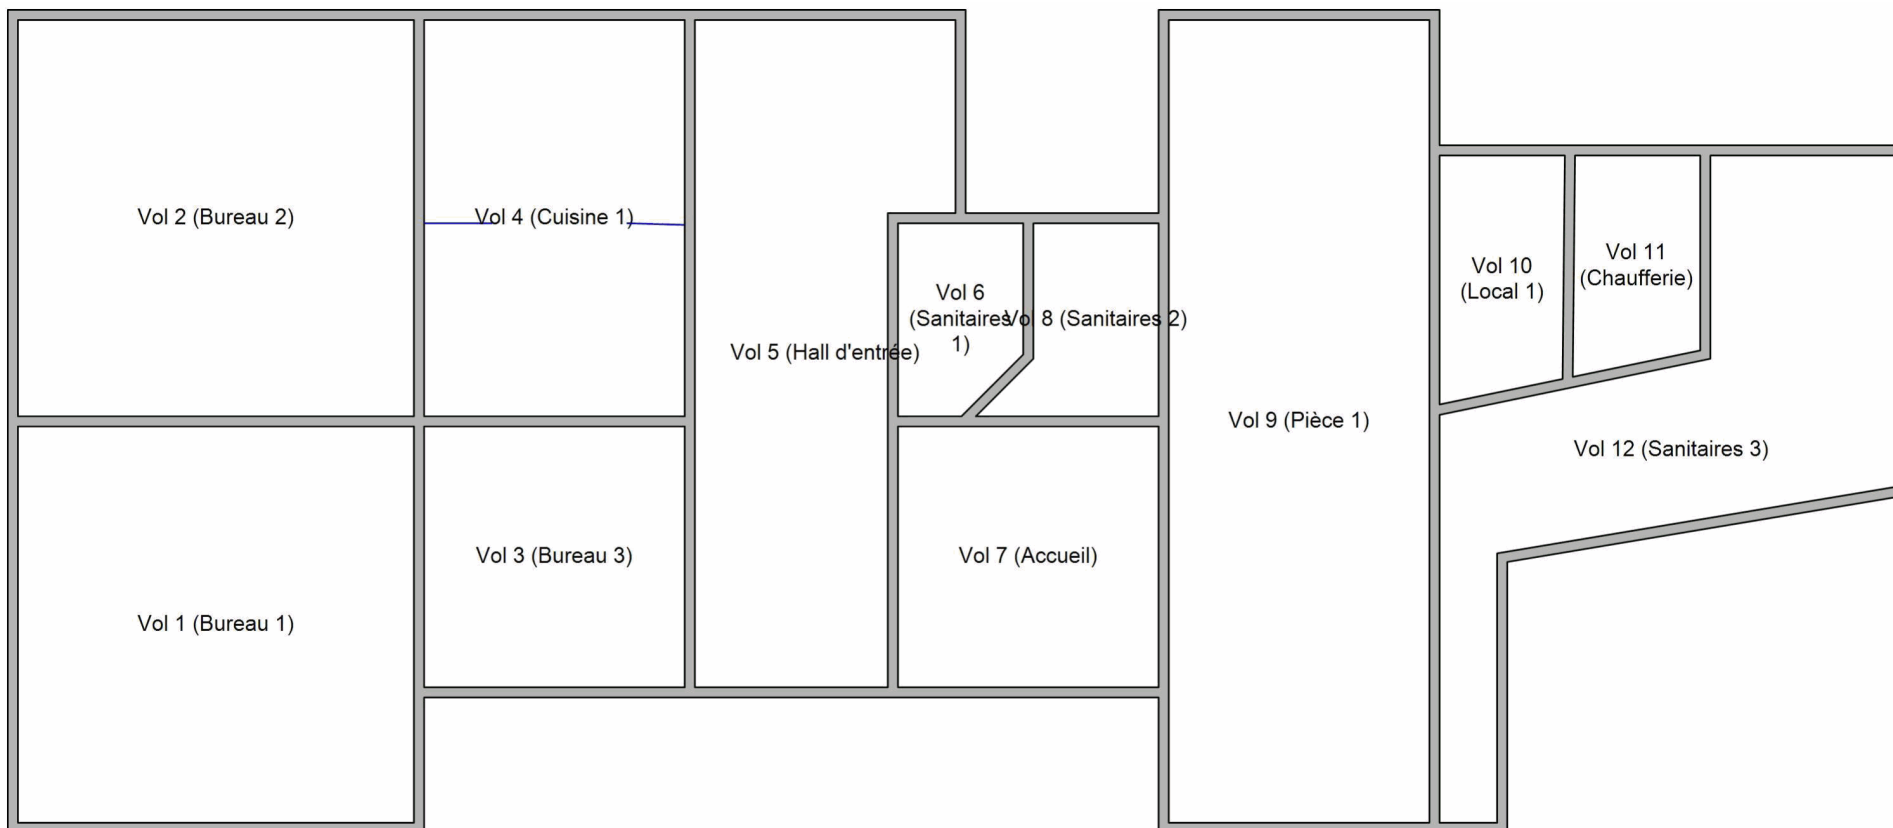 Vol 2 (Bureau 2)
Vol 4 (Cuisine 1)
Vol 11
(Chaufferie)
Vol 10
(Local 1)
Vol 6
(Sanitaires
1)
Vol 8 (Sanitaires 2)
Vol 5 (Hall d'entrée)
Vol 9 (Pièce 1)
Vol 12 (Sanitaires 3)
Vol 3 (Bureau 3)
Vol 7 (Accueil)
Vol 1 (Bureau 1)